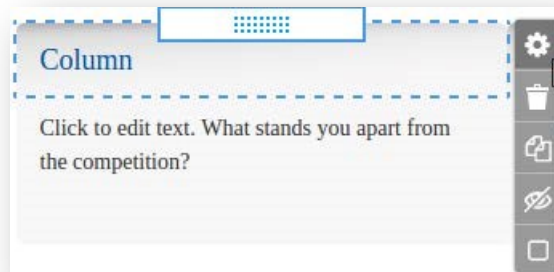 Column
Click to edit text. What stands you apart from
the competition?